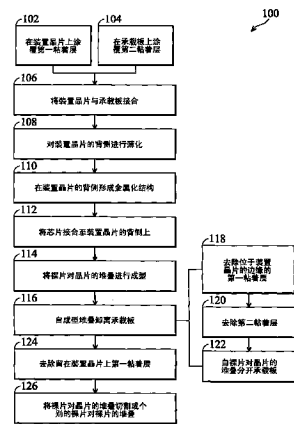 100
102
在装置晶片上涂
覆第一粘着层
104
在承载板上涂
覆第二粘着层
106
将装置晶片与承载板接合
108
对装置晶片的背侧进行薄化
110
在装置晶片的背侧形成金属化结构
112
将芯片接合至装置晶片的背侧上
114
将裸片对晶片的堆叠进行成型
116
自成型堆叠卸离承载板
118
去除位于装置
晶片的边缘的
第一粘着层
120
去除第二粘着层
122
自裸片对晶片的
堆叠分开承载板
124
去除留在装置晶片上第一粘着层
126
将裸片对晶片的堆叠切割成个
别的裸片对裸片的堆叠